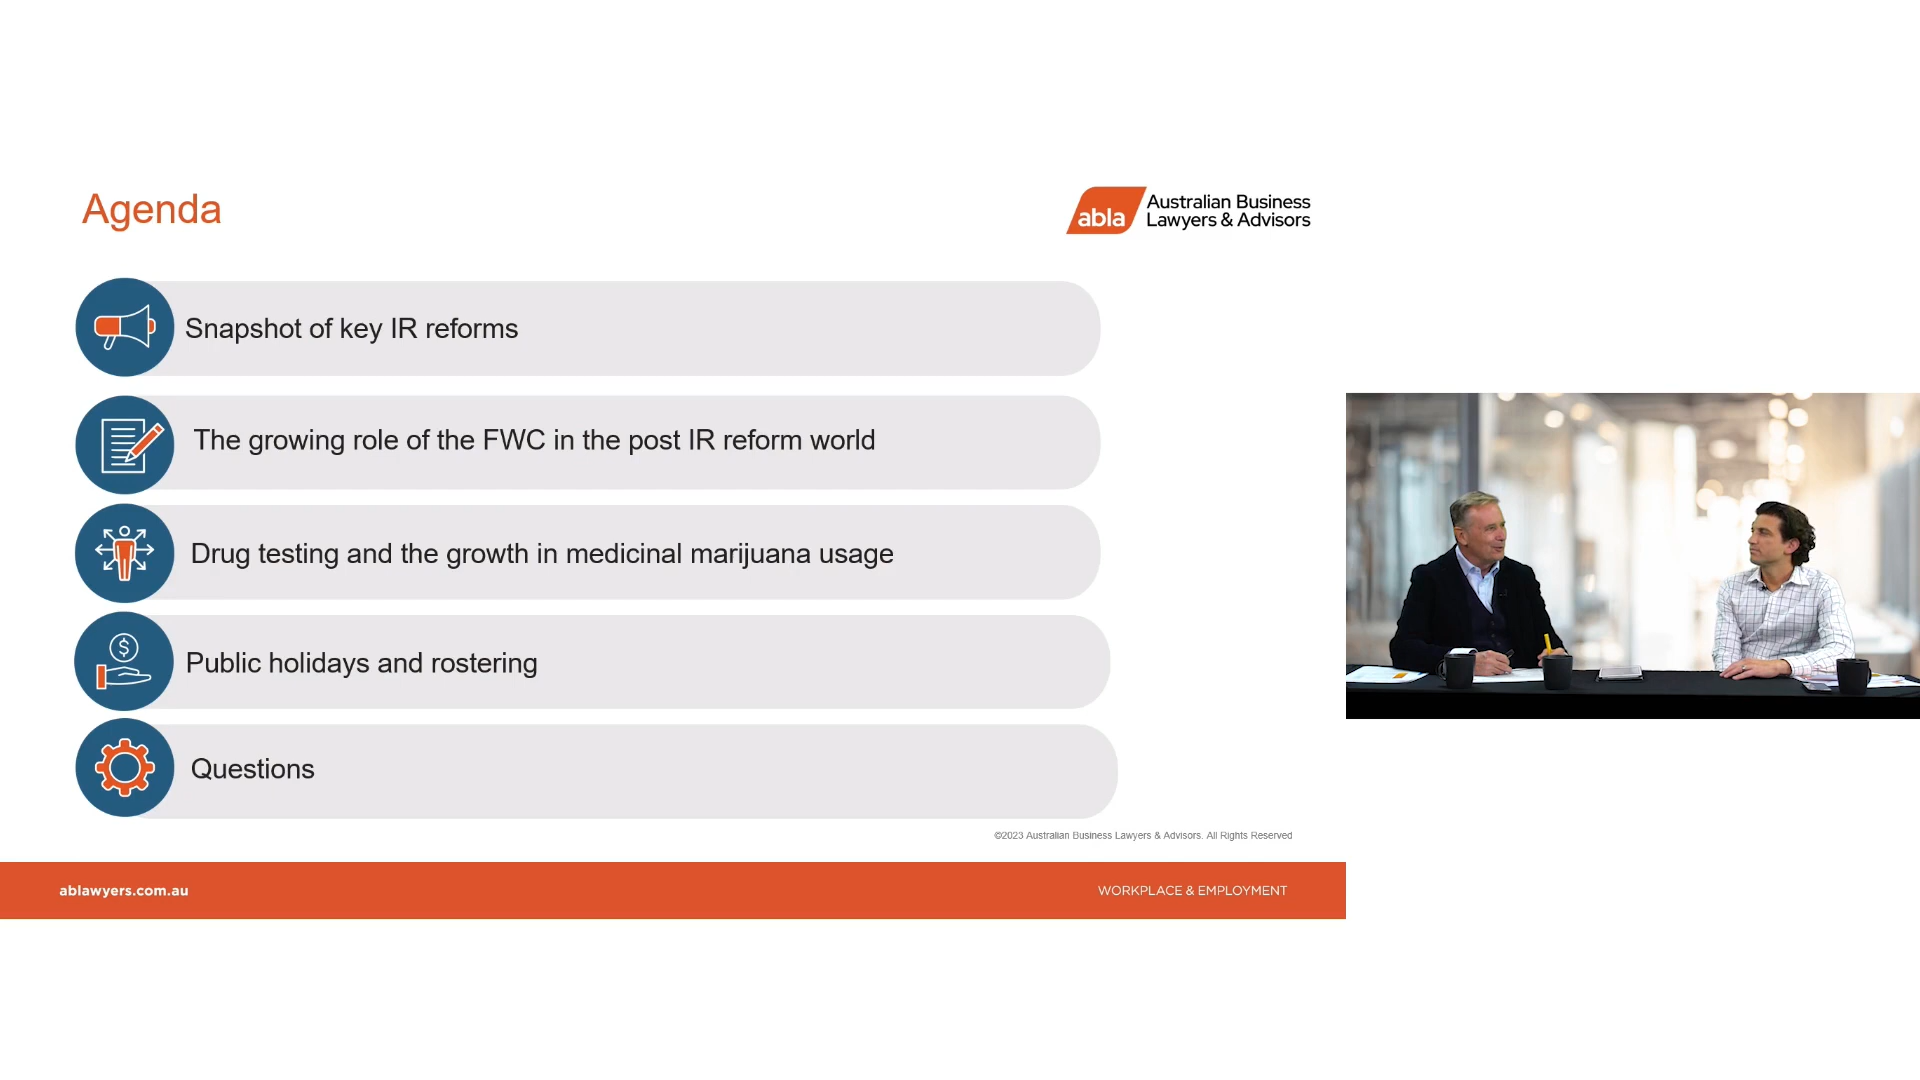 Agenda
abla
Australian Business
Lawyers & Advisors
Snapshot of key IR reforms
The growing role of the FWC in the post IR reform world
Drug testing and the growth in medicinal marijuana usage
$
Public holidays and rostering
Questions
©2023 Australian Business Lawyers & Advisors. All Rights Reserved
ablawyers.com.au
WORKPLACE & EMPLOYMENT